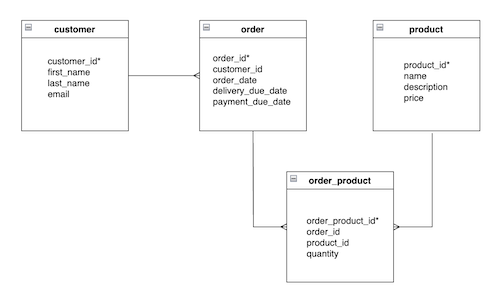 customer
customer_id*
first_name
last_name
email
order
order_id*
customer_id
order_date
delivery_due_date
payment_due_date
product
product_id*
name
description
price
order_product
order_product_id*
order_id
product_id
quantity